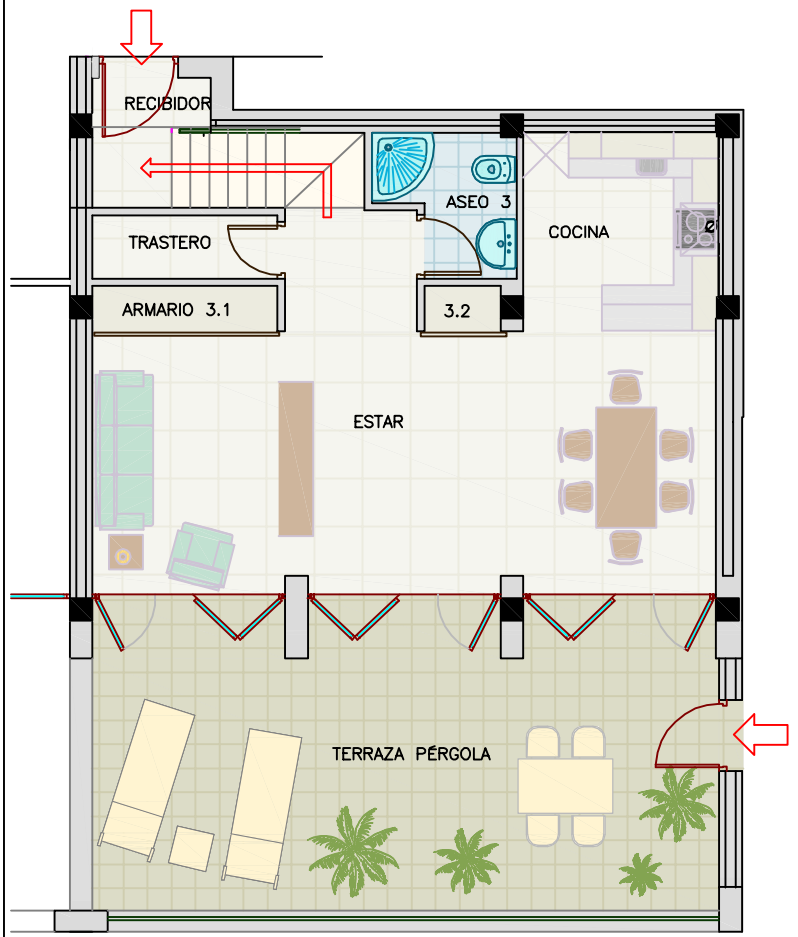 RECIBIDOR
ASEO 3
TRASTERO
COCINA
ARMARIO 3.1
3.2
ESTAR
TERRAZA PÉRGOLA